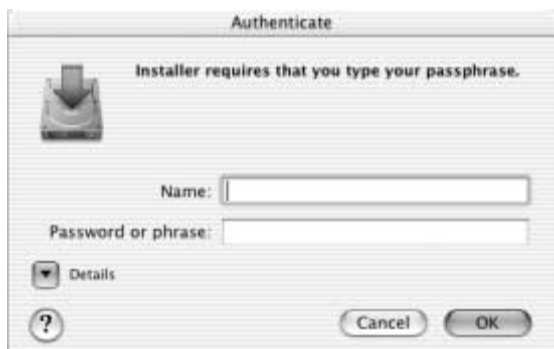 Authenticate
Installer requires that you type your passphrase.
Name:
Password or phrase:
Details
?
Cancel
OK